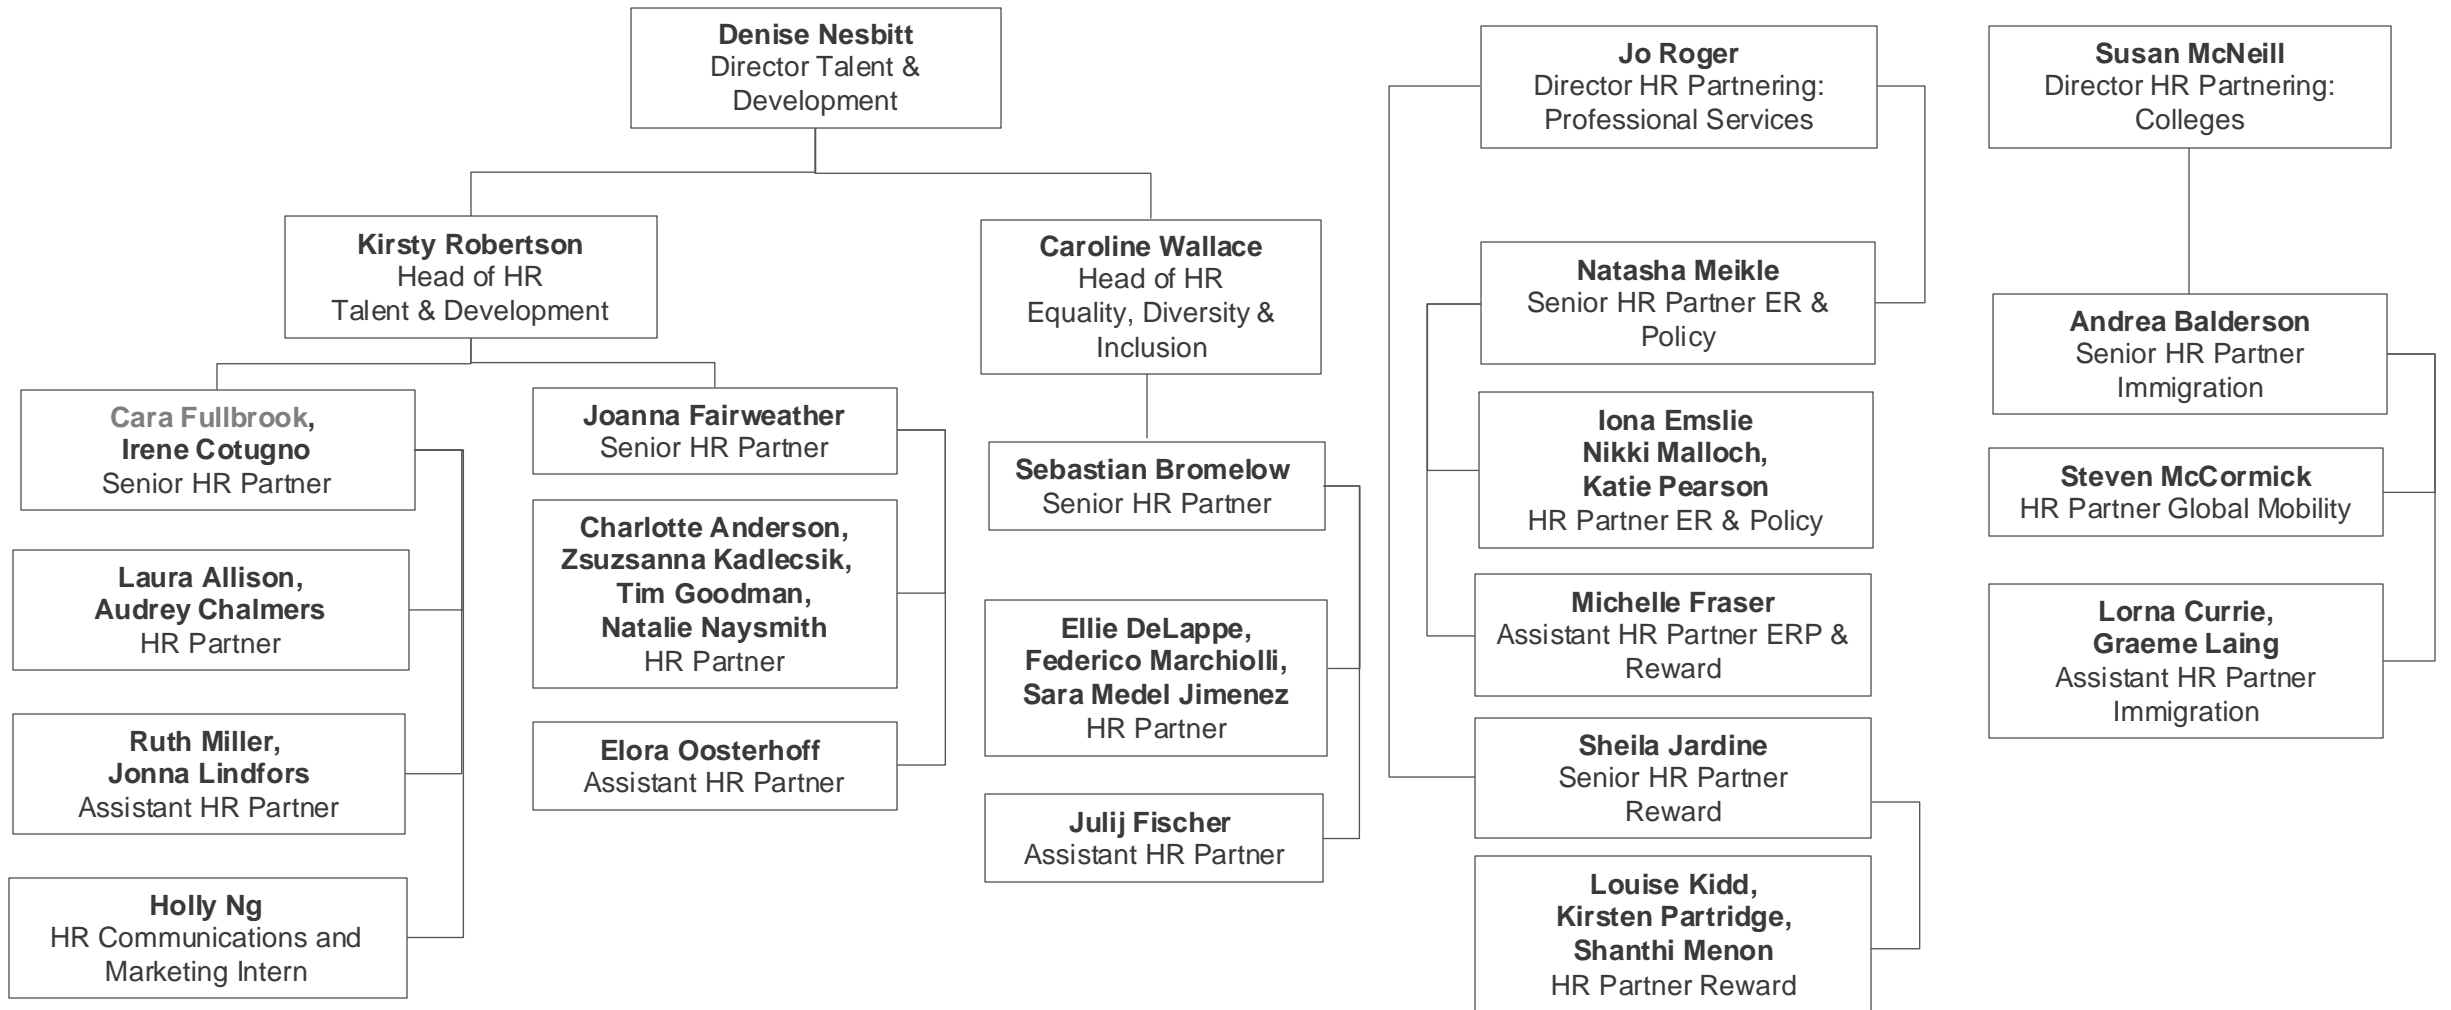 Denise Nesbitt
Director Talent &
Development
Kirsty Robertson
Head of HR
Talent & Development
Cara Fullbrook,
Irene Cotugno
Senior HR Partner
Laura Allison,
Audrey Chalmers
HR Partner
Ruth Miller,
Jonna Lindfors
Assistant HR Partner
Holly Ng
HR Communications and
Marketing Intern
Joanna Fairweather
Senior HR Partner
Charlotte Anderson,
Zsuzsanna Kadlecsik,
Tim Goodman,
Natalie Naysmith
HR Partner
Elora Oosterhoff
Assistant HR Partner
Caroline Wallace
Head of HR
Equality, Diversity &
Inclusion
Sebastian Bromelow
Senior HR Partner
Ellie DeLappe,
Federico Marchiolli,
Sara Medel Jimenez
HR Partner
Julij Fischer
Assistant HR Partner
Jo Roger
Director HR Partnering:
Professional Services
Natasha Meikle
Senior HR Partner ER &
Policy
Iona Emslie
Nikki Malloch,
Katie Pearson
HR Partner ER & Policy
Michelle Fraser
Assistant HR Partner ERP &
Reward
Sheila Jardine
Senior HR Partner
Reward
Louise Kidd,
Kirsten Partridge,
Shanthi Menon
HR Partner Reward
Susan McNeill
Director HR Partnering:
Colleges
Andrea Balderson
Senior HR Partner
Immigration
Steven McCormick
HR Partner Global Mobility
Lorna Currie,
Graeme Laing
Assistant HR Partner
Immigration